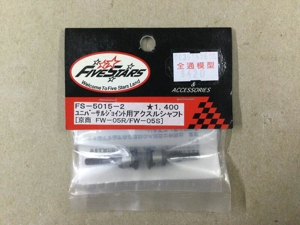 FIVESTARS
Welcome To Five Stars Land
全通模型
& ACCESSORIES
FS-5015-2 ★1,400
ユニバーサルジョイント用アクスルシャフト
[京商 FW-05R/FW-05S]